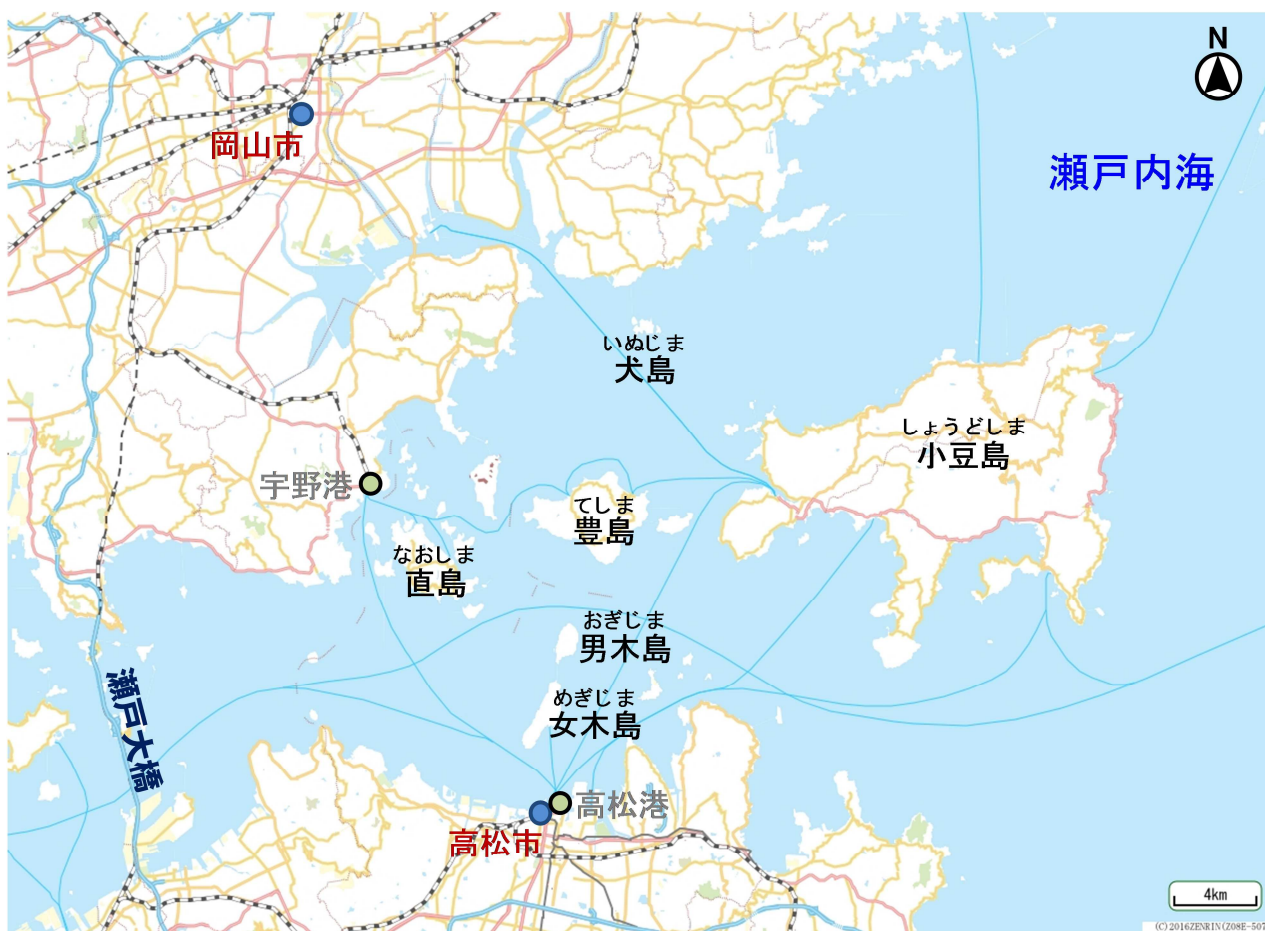 N
岡山市
瀬戸内海
いぬじま
犬島
しょうどしま
小豆島
宇野港
てしま
豊島
なおしま
直島
おぎじま
男木島
めぎじま
女木島
瀬戸大橋
高松港
高松市
4km
(C)2016ZENRIN(Z08E-507